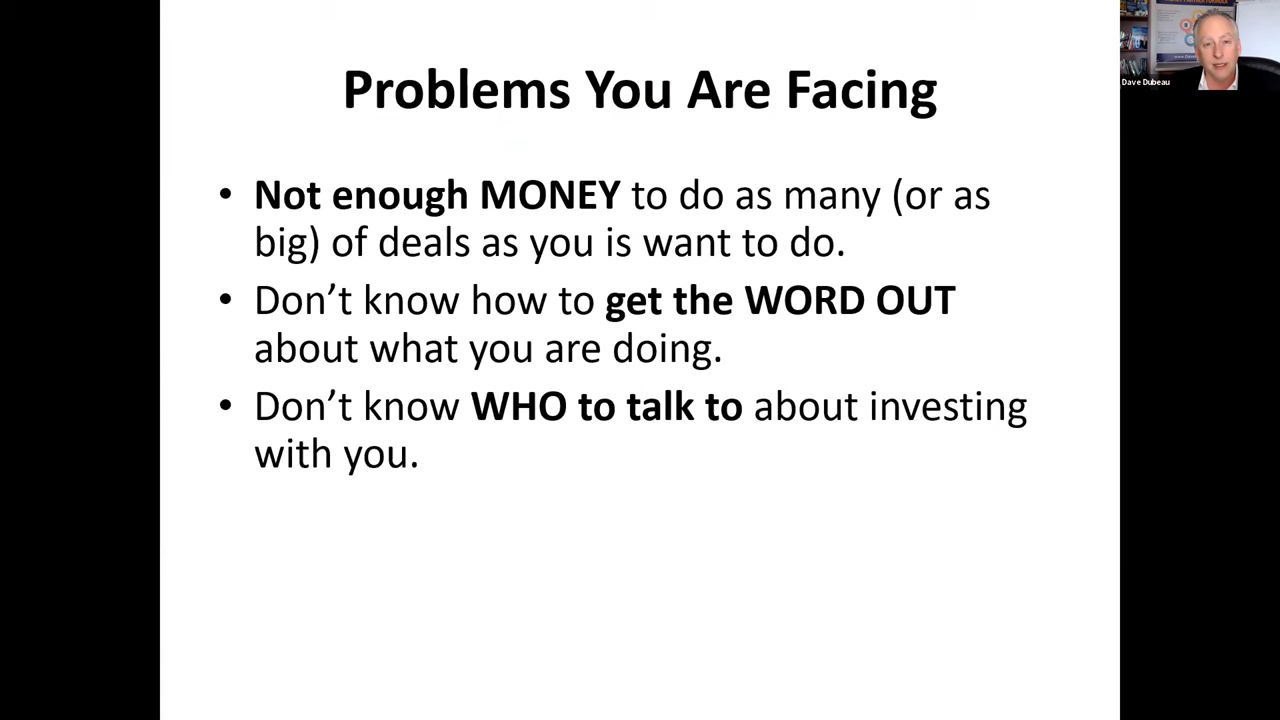 Problems You Are Facing
• Not enough MONEY to do as many (or as
big) of deals as you is want to do.
• Don’t know how to get the WORD OUT
about what you are doing.
• Don’t know WHO to talk to about investing
with you.
Dave Dubeau